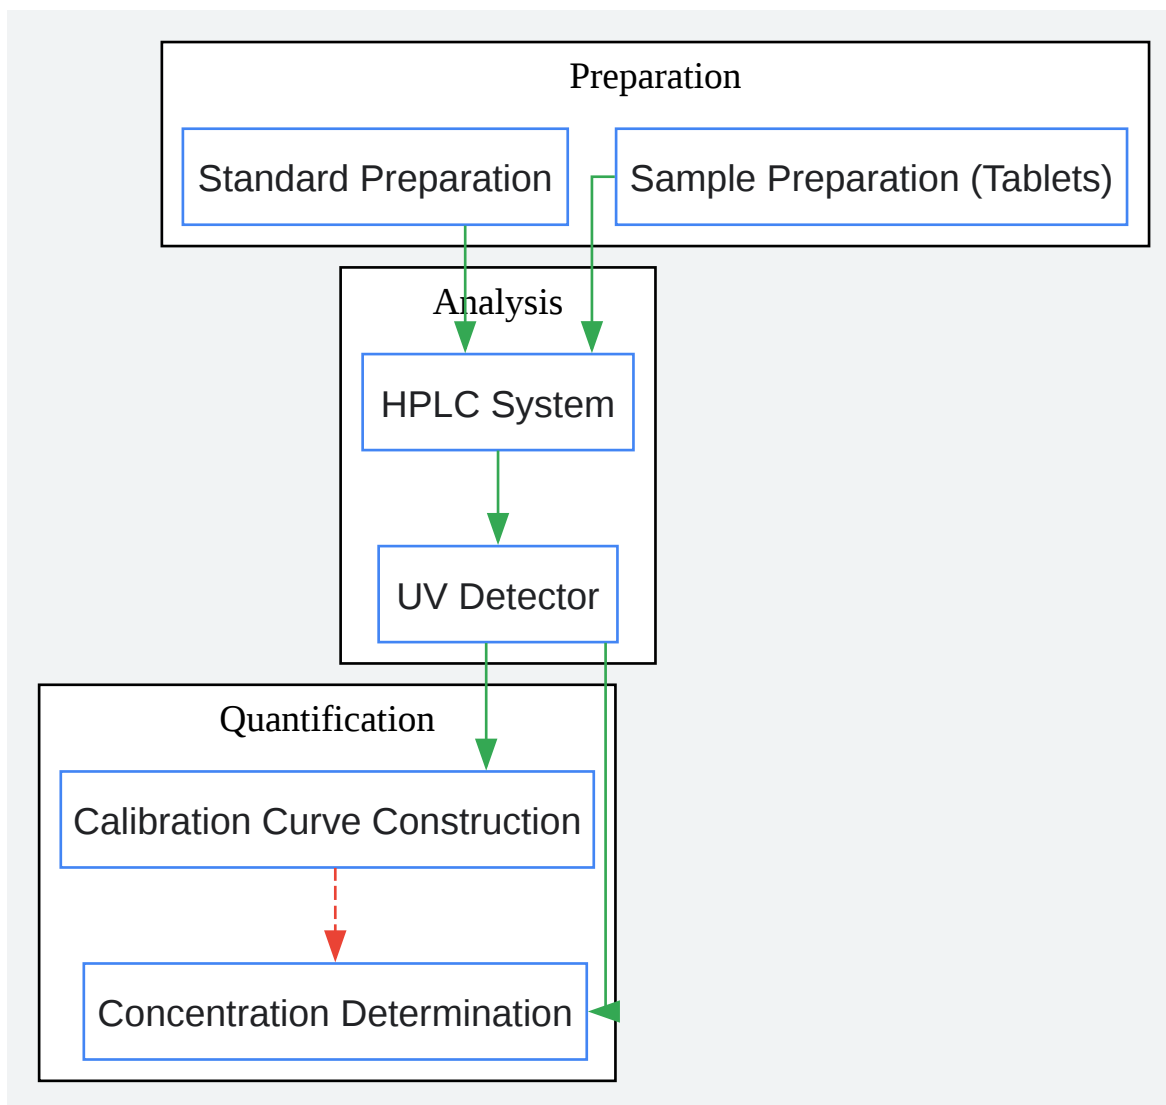 Preparation
Standard Preparation
Sample Preparation (Tablets)
Analysis
HPLC System
UV Detector
Quantification
Calibration Curve Construction
Concentration Determination